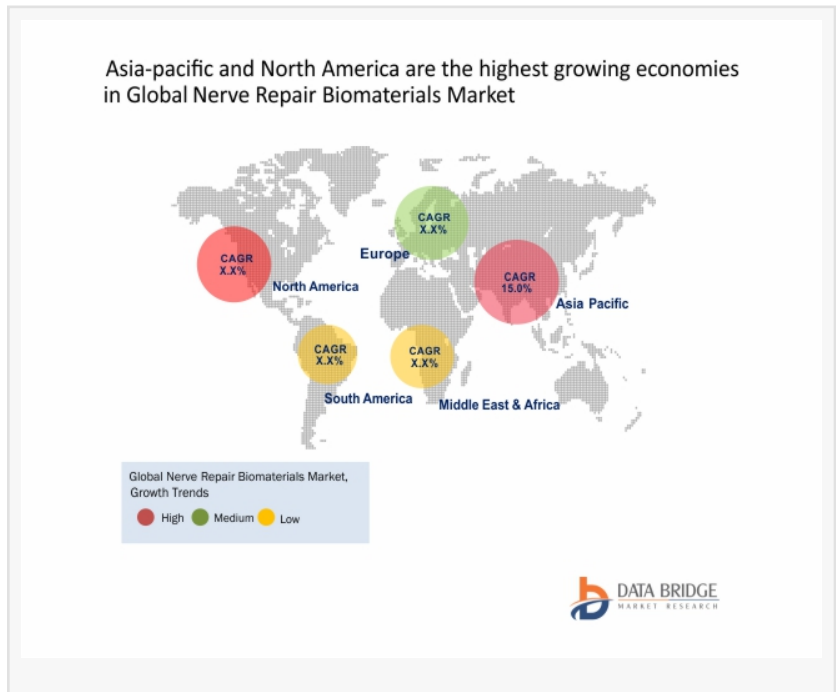 Asia-pacific and North America are the highest growing economies
in Global Nerve Repair Biomaterials Market
CAGR
X.X%
Europe
CAGR
X.X%
North America
CAGR
15.0%
Asia Pacific
CAGR
X.X%
South America
CAGR
X.X%
Middle East & Africa
Global Nerve Repair Biomaterials Market,
Growth Trends
High Medium Low
DATA BRIDGE
MARKET RESEARCH